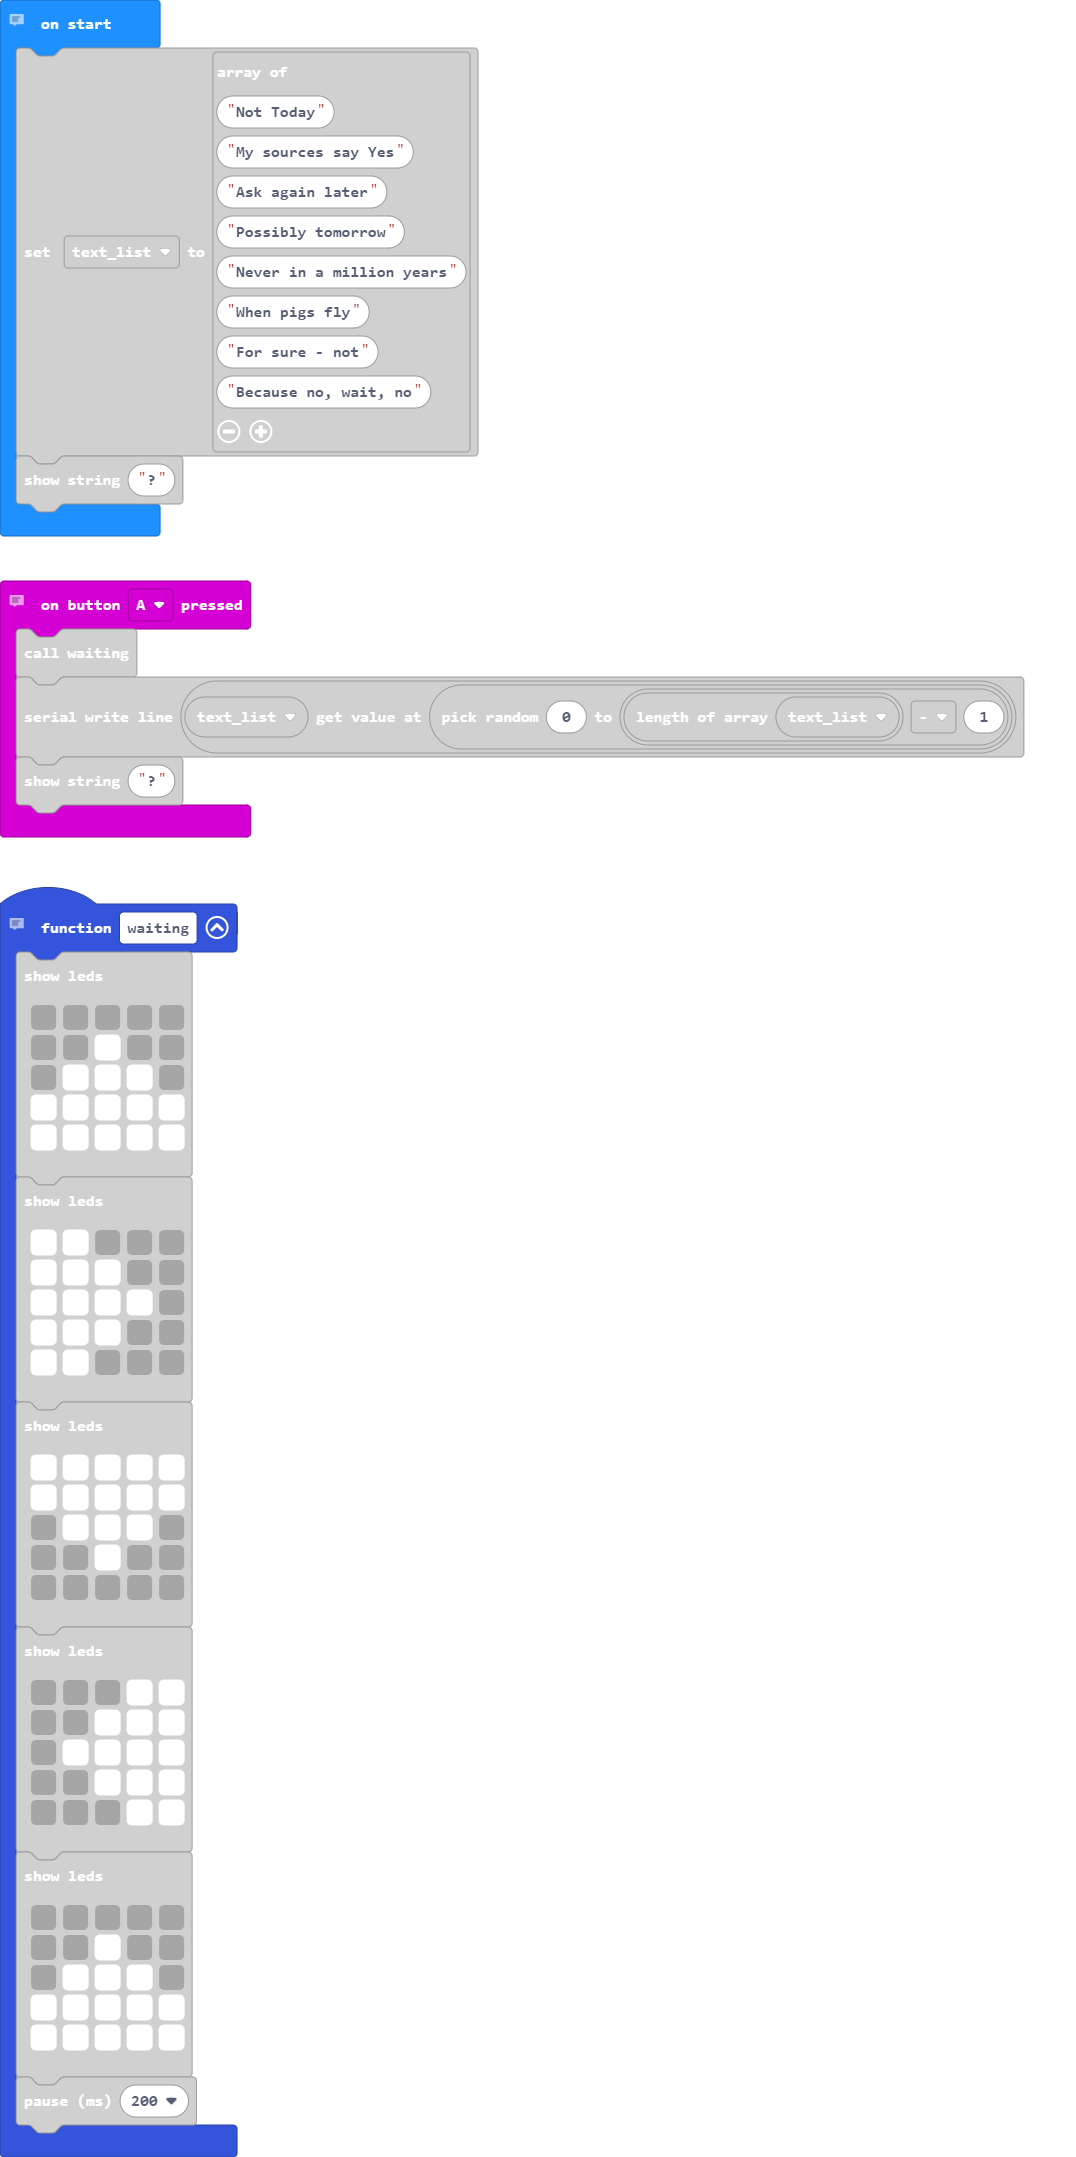 on start
array of
"Not Today"
"My sources say Yes"
"Ask again later"
"Possibly tomorrow"
set text_list to
"Never in a million years"
"When pigs fly"
"For sure - not"
"Because no, wait, no"
show string "?"
on button A pressed
call waiting
serial write line text_list get value at pick random 0 to length of array text_list - 1
show string "?"
function waiting
show leds
show leds
show leds
show leds
show leds
pause (ms) 200